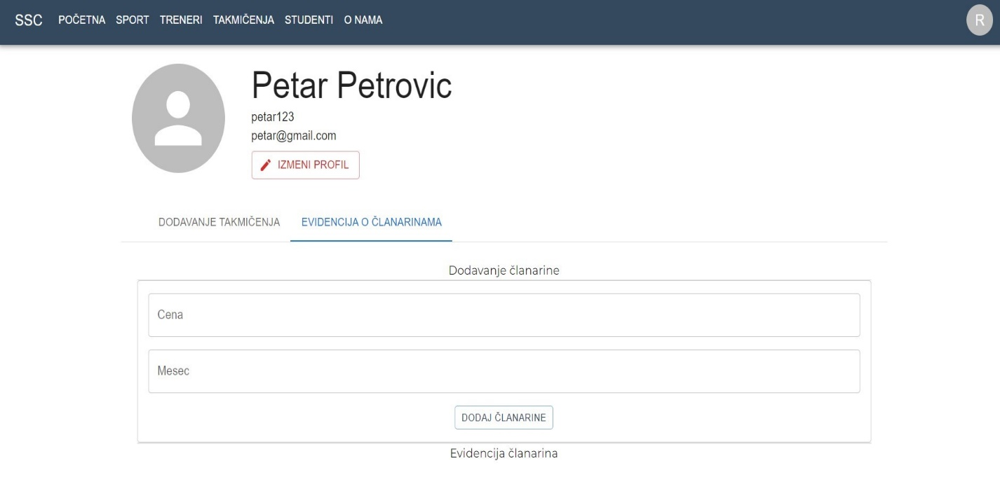 SSC POČETNA SPORT TRENERI TAKMIČENJA STUDENTI O NAMA R
Petar Petrovic
petar123
petar@gmail.com
IZMENI PROFIL
DODAVANJE TAKMIČENJA EVIDENCIJA O ČLANARINAMA
Dodavanje članarine
Cena
Mesec
DODAJ ČLANARINE
Evidencija članarina